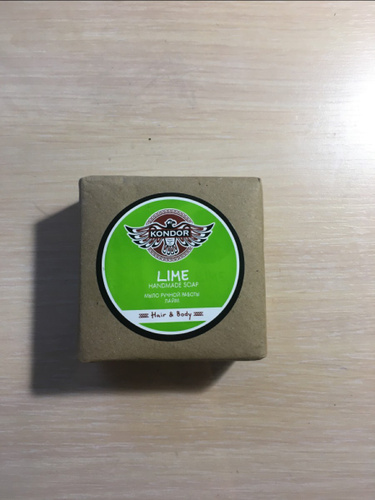 KONDOR
LIME
HANDMADE SOAP
МЫЛО РУЧНОЙ РАБОТЫ
ЛАЙМ
Hair & Body